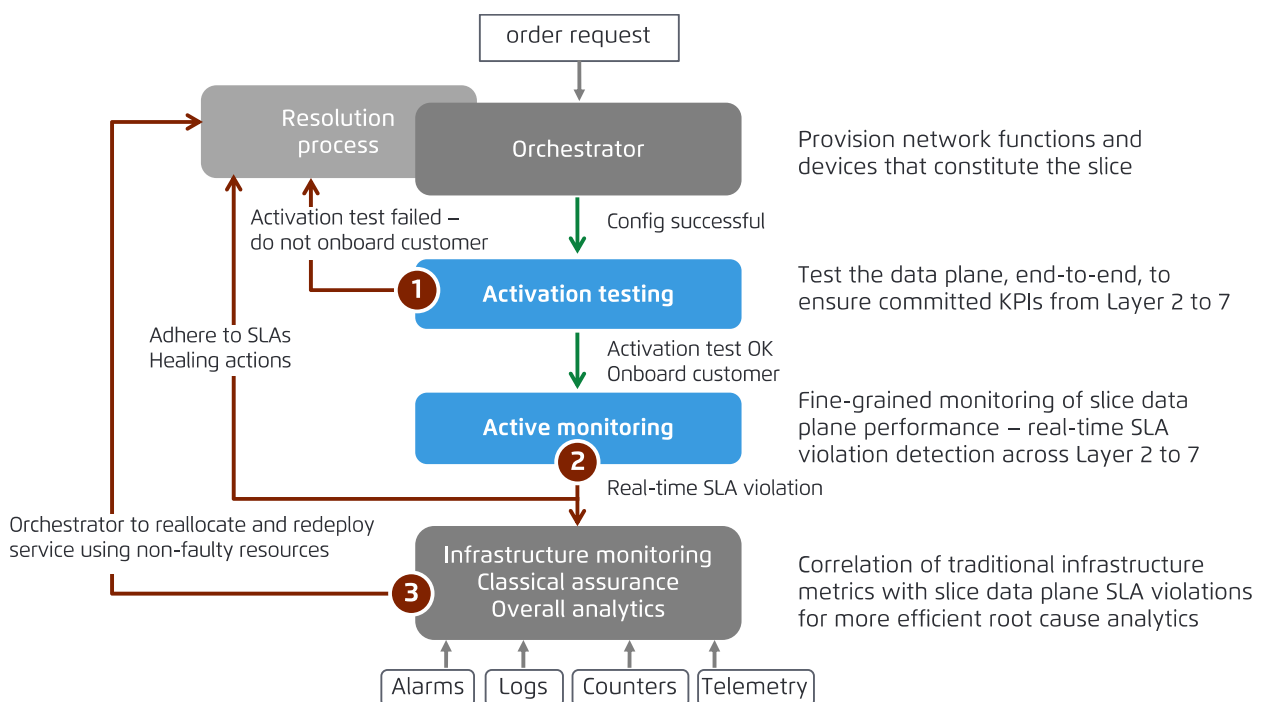 order request
Resolution
process
Orchestrator
Provision network functions and
devices that constitute the slice
Activation test failed –
do not onboard customer
Config successful
1
Activation testing
Test the data plane, end-to-end, to
ensure committed KPIs from Layer 2 to 7
Adhere to SLAs
Healing actions
Activation test OK
Onboard customer
Active monitoring
2
Fine-grained monitoring of slice data
plane performance – real-time SLA
violation detection across Layer 2 to 7
Real-time SLA violation
Orchestrator to reallocate and redeploy
service using non-faulty resources
3
Infrastructure monitoring
Classical assurance
Overall analytics
Correlation of traditional infrastructure
metrics with slice data plane SLA violations
for more efficient root cause analytics
Alarms
Logs
Counters
Telemetry